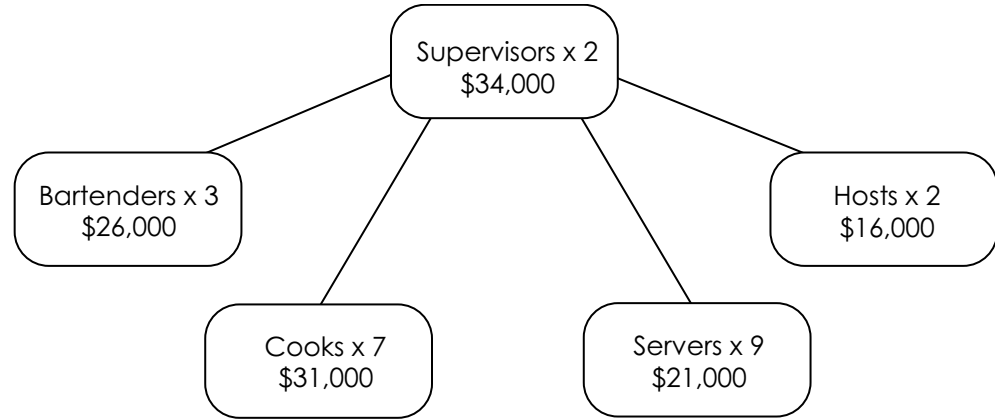 Supervisors x 2
$34,000
Bartenders x 3
$26,000
Hosts x 2
$16,000
Cooks x 7
$31,000
Servers x 9
$21,000